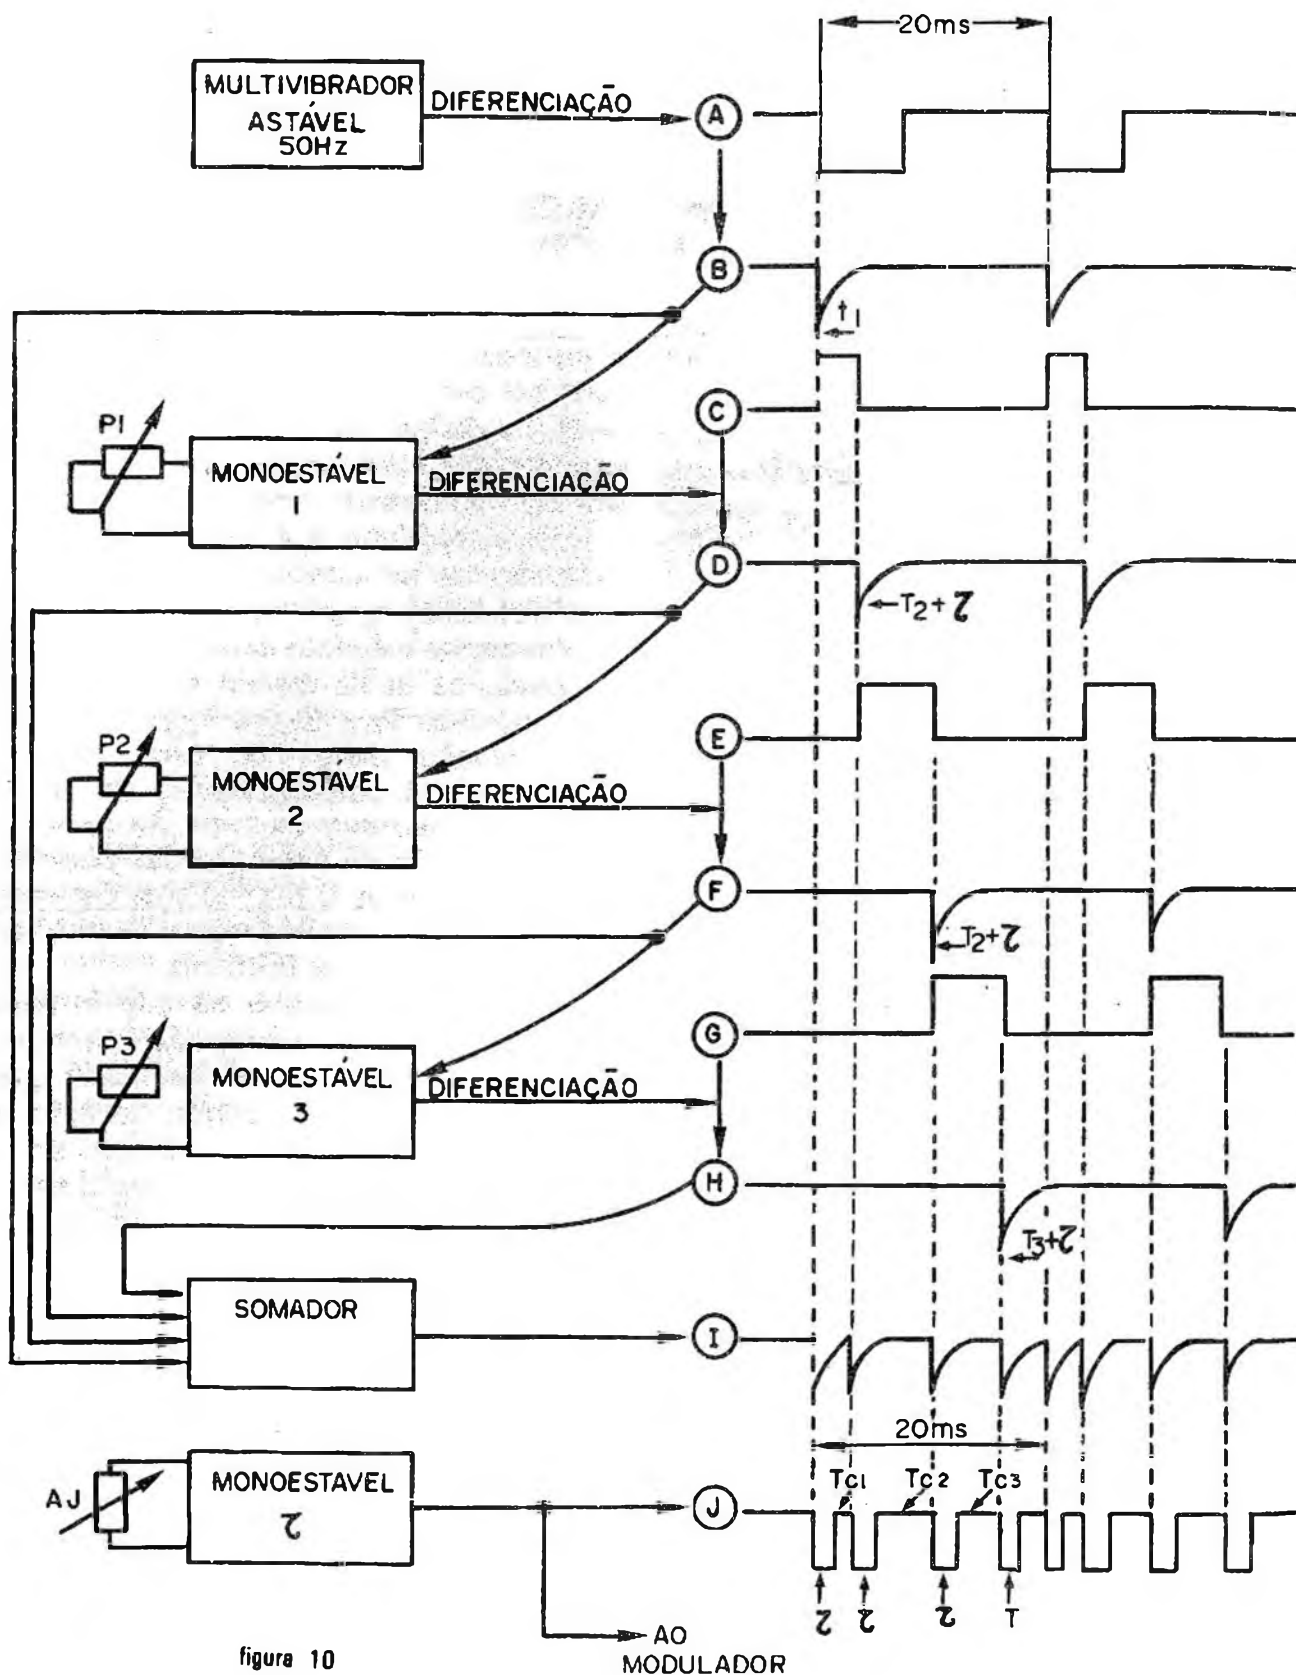 20ms
MULTIVIBRADOR
ASTÁVEL
50Hz
DIFERENCIAÇÃO
A
B
t1
P1
MONOESTÁVEL
1
DIFERENCIAÇÃO
C
D
T2+τ
P2
MONOESTÁVEL
2
DIFERENCIAÇÃO
E
F
T2+τ
P3
MONOESTÁVEL
3
DIFERENCIAÇÃO
G
H
T3+τ
SOMADOR
I
20ms
AJ
MONOESTAVEL
τ
J
TC1
TC2
TC3
τ
τ
τ
T
AO
MODULADOR
figura 10